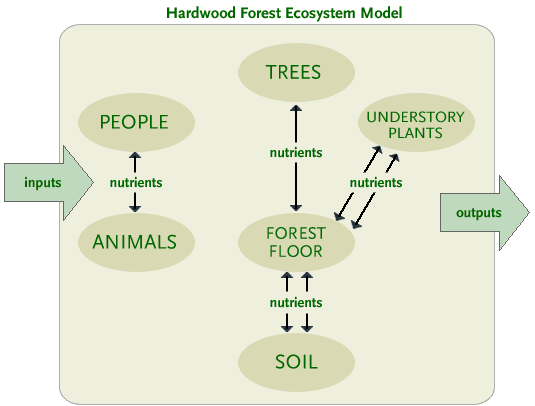 Hardwood Forest Ecosystem Model
TREES
PEOPLE
UNDERSTORY
PLANTS
nutrients
inputs
nutrients
nutrients
outputs
ANIMALS
FOREST
FLOOR
nutrients
SOIL